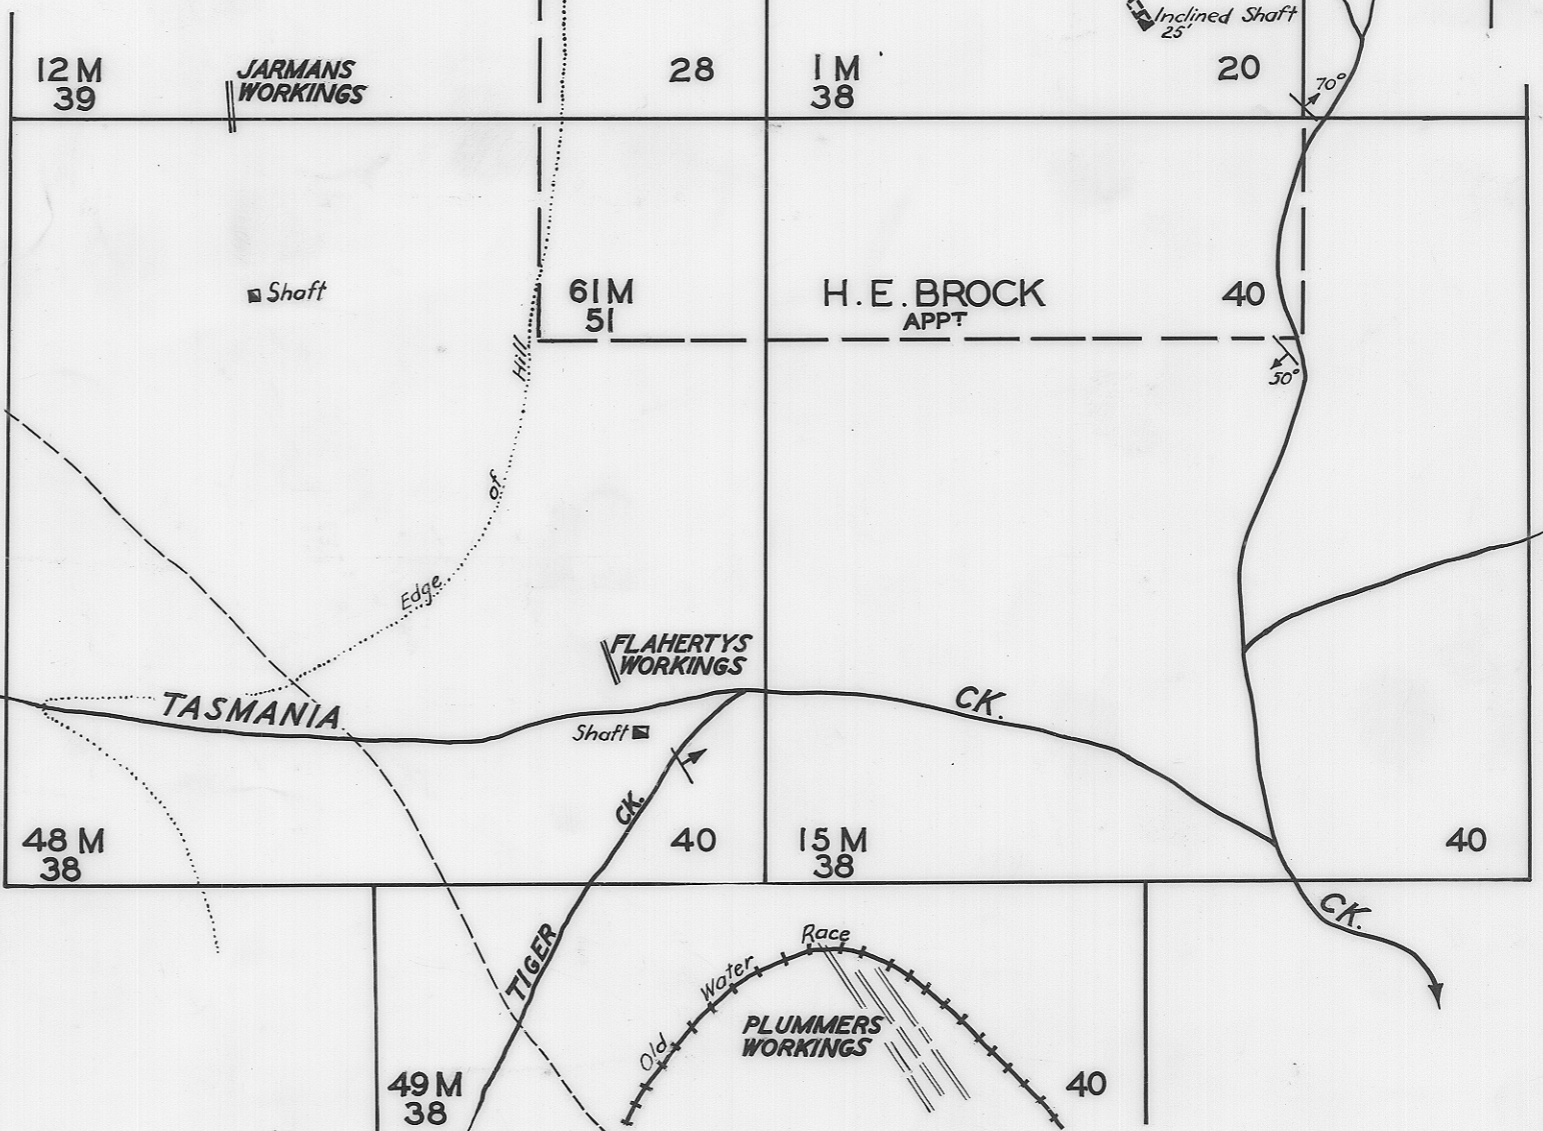 Inclined Shaft
25'
12 M
39
JARMANS
WORKINGS
28
1 M
38
20
70°
Shaft
61M
51
H. E. BROCK
APPT
40
50°
Hill
of
Edge
FLAHERTYS
WORKINGS
TASMANIA
CK.
Shaft
CK.
48 M
38
40
15 M
38
40
CK.
TIGER
Race
Water
Old
PLUMMERS
WORKINGS
49 M
38
40